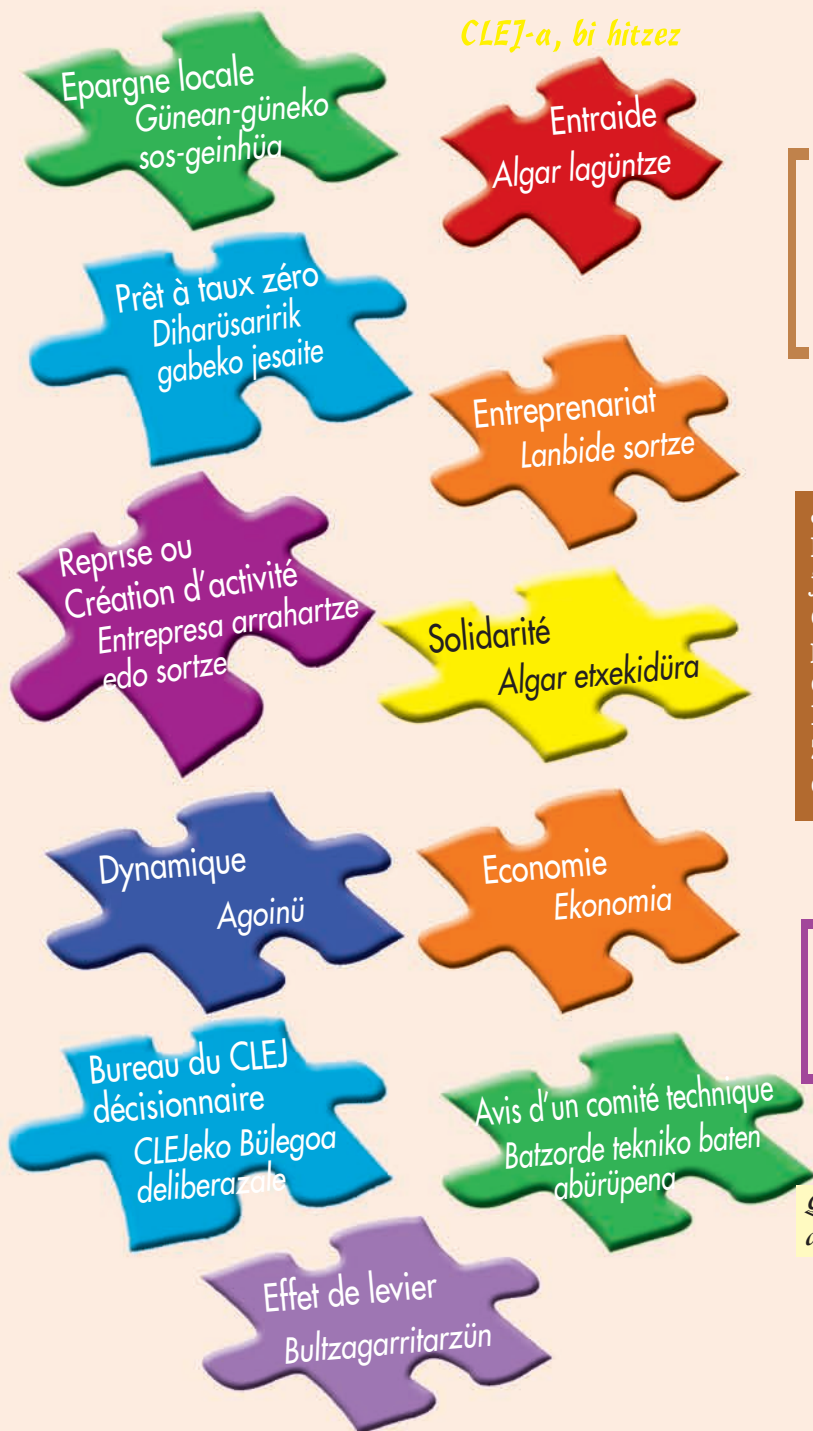 CLEJ-a, bi hitzez
Epargne locale
Günean-güneko
sos-geinhüa
Entraide
Algar lagüntze
Prêt à taux zéro
Diharüsaririk
gabeko jesaite
Entreprenariat
Lanbide sortze
Reprise ou
Création d'activité
Entrepresa arrahartze
edo sortze
Solidarité
Algar etxekidüra
Dynamique
Agoinü
Economie
Ekonomia
Bureau du CLEJ
décisionnaire
CLEJeko Bülegoa
deliberazale
Avis d'un comité technique
Batzorde tekniko baten
abürüpena
Effet de levier
Bultzagarritarzün